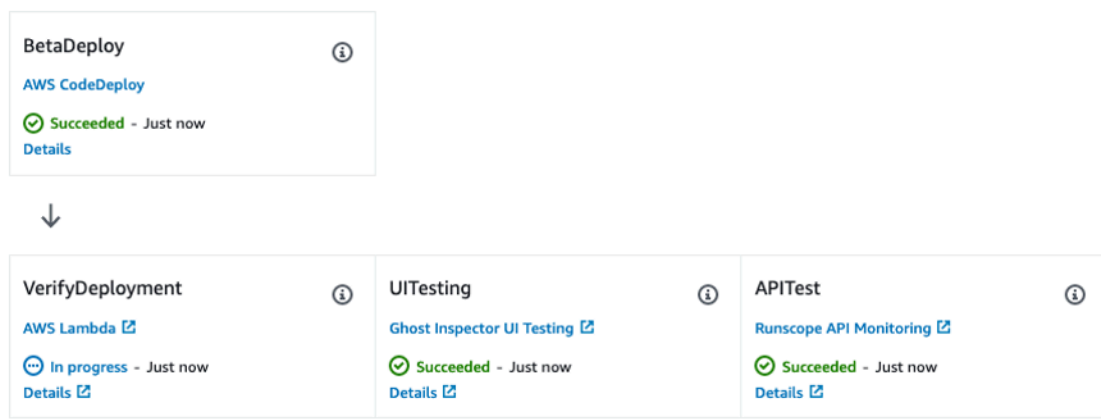 BetaDeploy
AWS CodeDeploy
Succeeded - Just now
Details
VerifyDeployment
AWS Lambda
In progress - Just now
Details
UITesting
Ghost Inspector UI Testing
Succeeded - Just now
Details
APITest
Runscope API Monitoring
Succeeded - Just now
Details